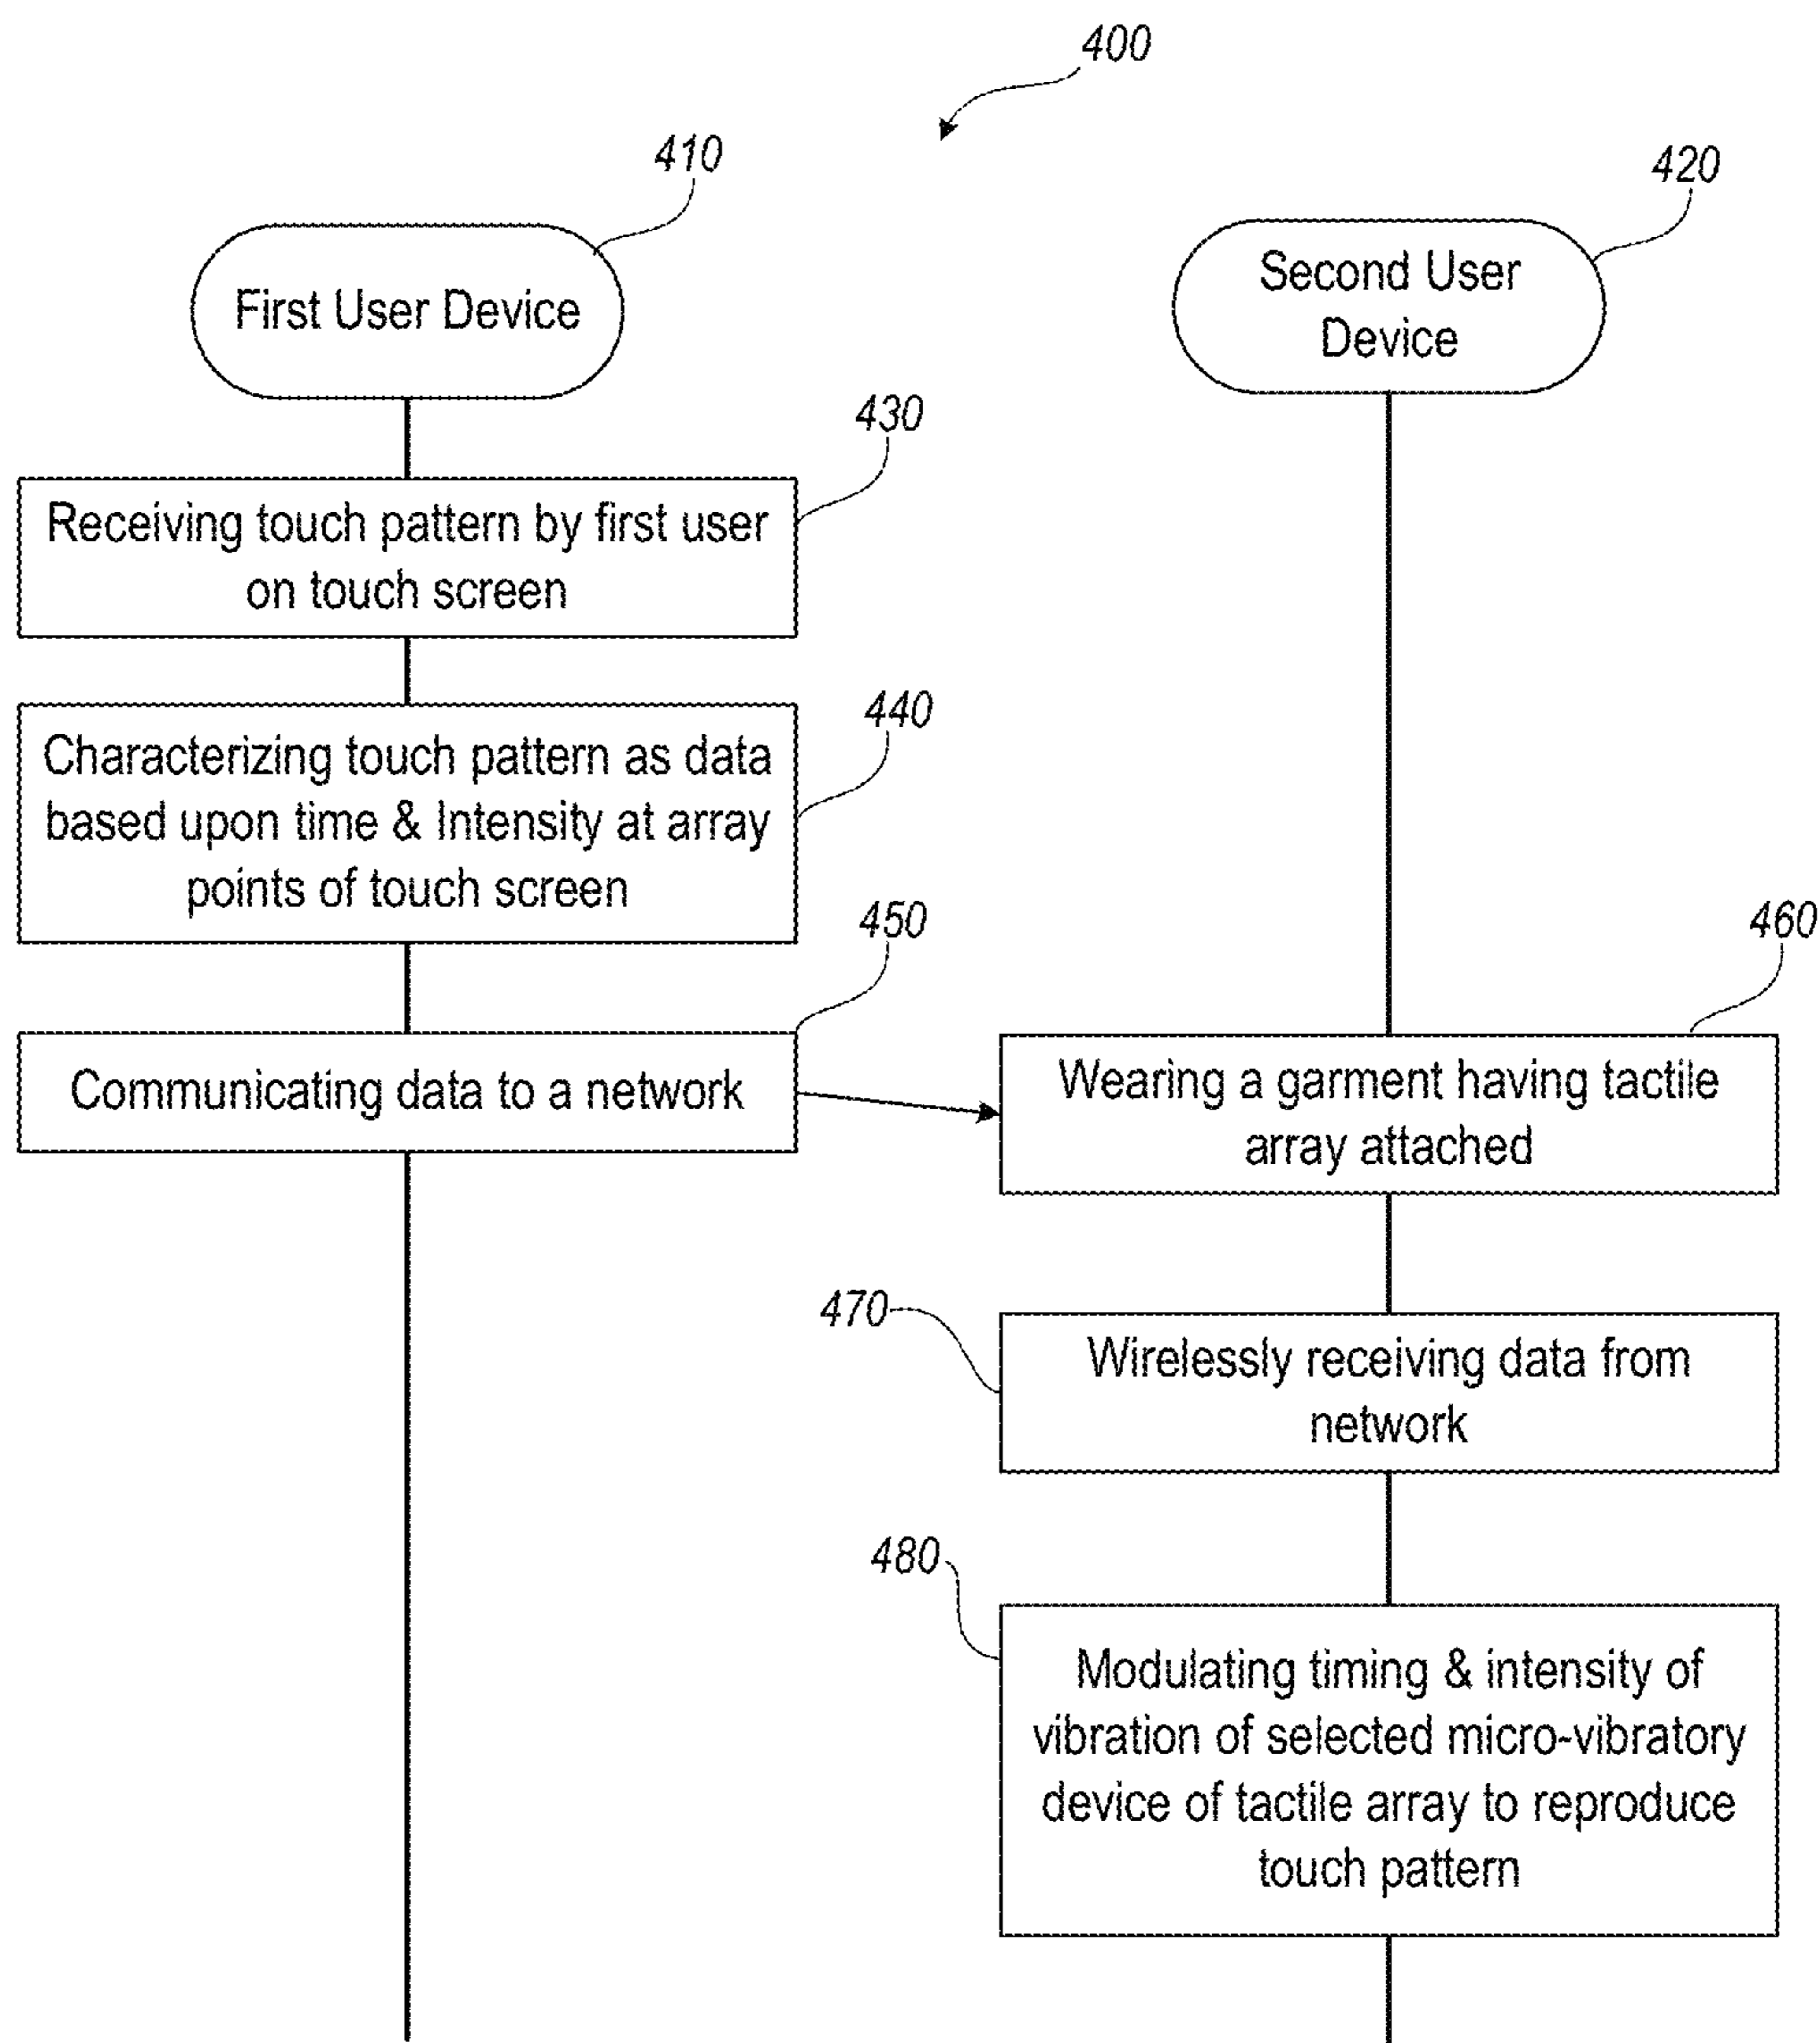 400
410
First User Device
420
Second User
Device
430
Receiving touch pattern by first user
on touch screen
440
Characterizing touch pattern as data
based upon time & Intensity at array
points of touch screen
450
Communicating data to a network
460
Wearing a garment having tactile
array attached
470
Wirelessly receiving data from
network
480
Modulating timing & intensity of
vibration of selected micro-vibratory
device of tactile array to reproduce
touch pattern